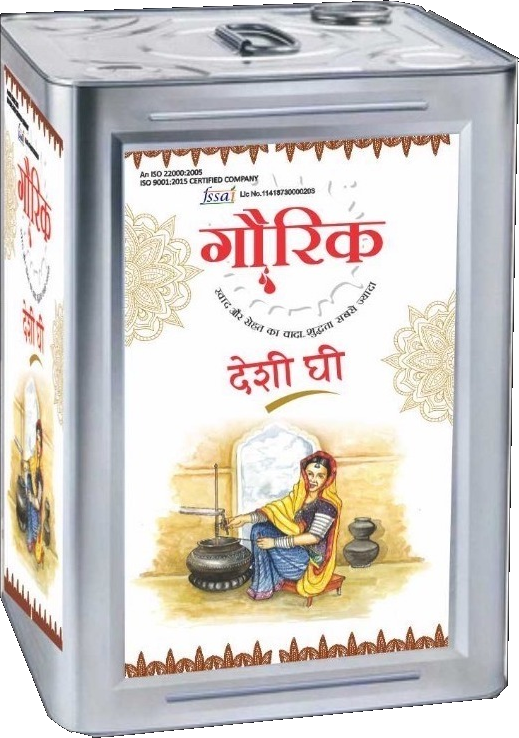 An ISO 22000:2005
ISO 9001:2015 CERTIFIED COMPANY
fssai Lic No.11418730000203
गौरिक
स्वाद और सेहत का वादा..शुद्धता सबसे ज्यादा
देशी घी
गौरिक
देशी घी